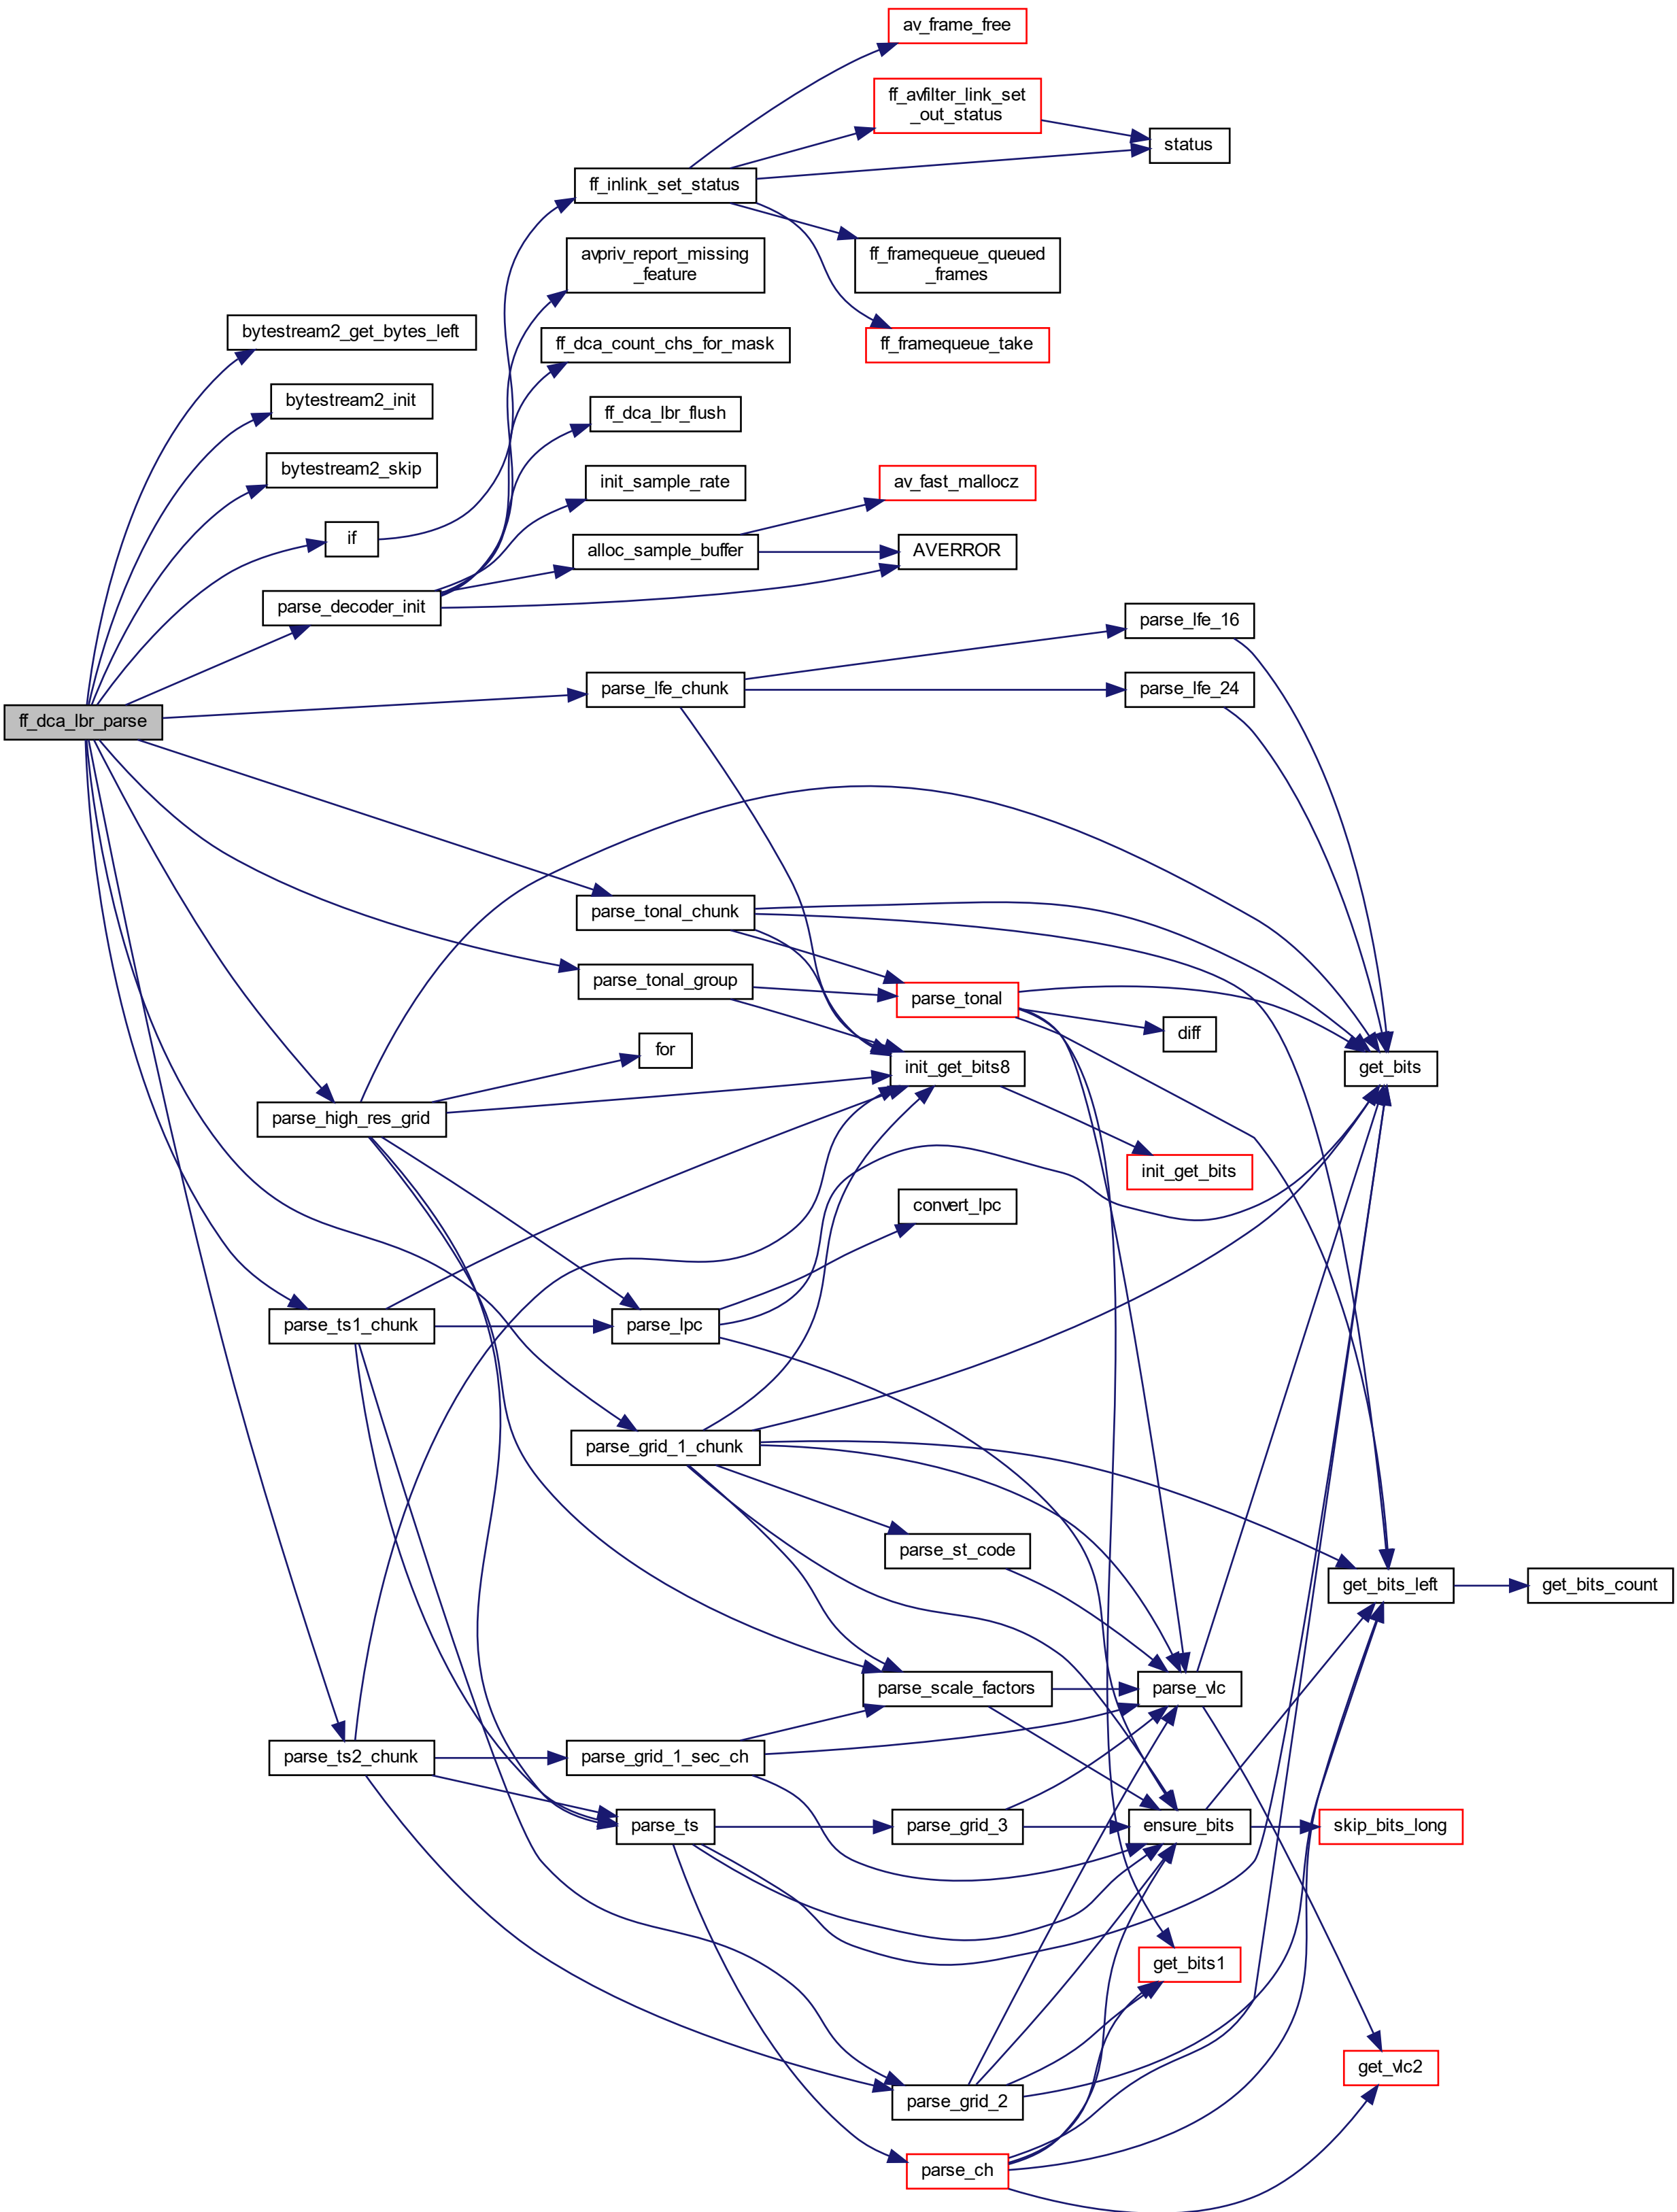 av_frame_free
ff_avfilter_link_set
_out_status
status
ff_inlink_set_status
avpriv_report_missing
_feature
ff_framequeue_queued
_frames
bytestream2_get_bytes_left
ff_dca_count_chs_for_mask
ff_framequeue_take
bytestream2_init
ff_dca_lbr_flush
bytestream2_skip
init_sample_rate
av_fast_mallocz
if
alloc_sample_buffer
AVERROR
parse_decoder_init
parse_lfe_16
parse_lfe_chunk
parse_lfe_24
ff_dca_lbr_parse
parse_tonal_chunk
parse_tonal_group
parse_tonal
diff
for
init_get_bits8
get_bits
parse_high_res_grid
init_get_bits
convert_lpc
parse_ts1_chunk
parse_lpc
parse_grid_1_chunk
parse_st_code
get_bits_left
get_bits_count
parse_scale_factors
parse_vlc
parse_ts2_chunk
parse_grid_1_sec_ch
parse_ts
parse_grid_3
ensure_bits
skip_bits_long
get_bits1
get_vlc2
parse_grid_2
parse_ch